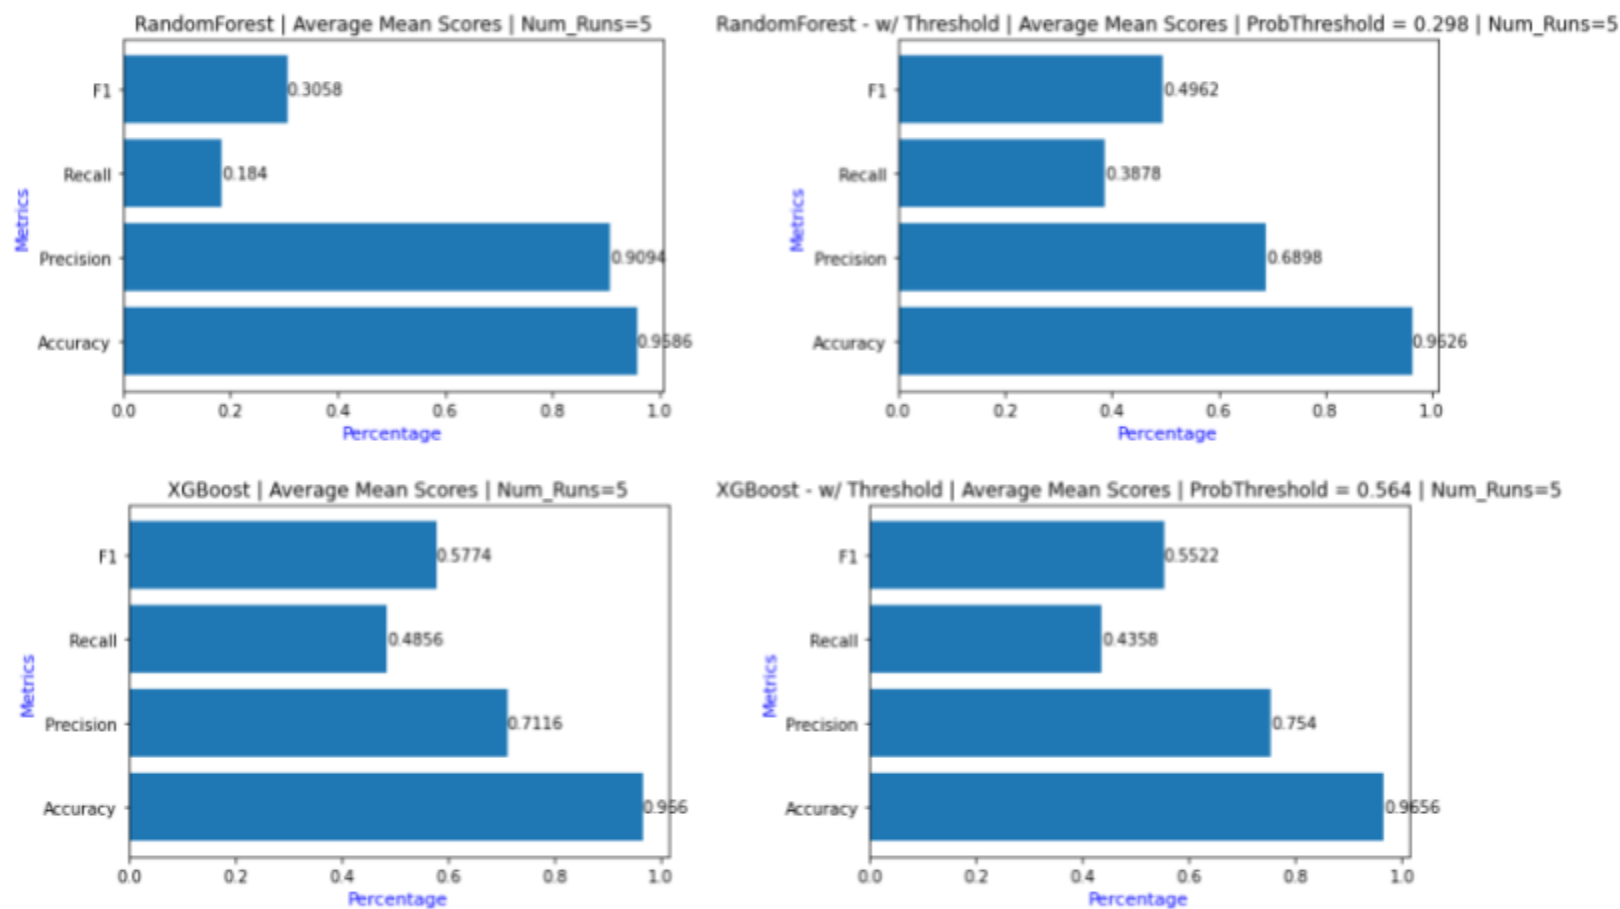 RandomForest | Average Mean Scores | Num_Runs=5
F1
0.3058
Recall
0.184
Precision
0.9094
Accuracy
0.9586
Metrics
0.0 0.2 0.4 0.6 0.8 1.0
Percentage
RandomForest - w/ Threshold | Average Mean Scores | ProbThreshold = 0.298 | Num_Runs=5
F1
0.4962
Recall
0.3878
Precision
0.6898
Accuracy
0.9626
Metrics
0.0 0.2 0.4 0.6 0.8 1.0
Percentage
XGBoost | Average Mean Scores | Num_Runs=5
F1
0.5774
Recall
0.4856
Precision
0.7116
Accuracy
0.966
Metrics
0.0 0.2 0.4 0.6 0.8 1.0
Percentage
XGBoost - w/ Threshold | Average Mean Scores | ProbThreshold = 0.564 | Num_Runs=5
F1
0.5522
Recall
0.4358
Precision
0.754
Accuracy
0.9656
Metrics
0.0 0.2 0.4 0.6 0.8 1.0
Percentage